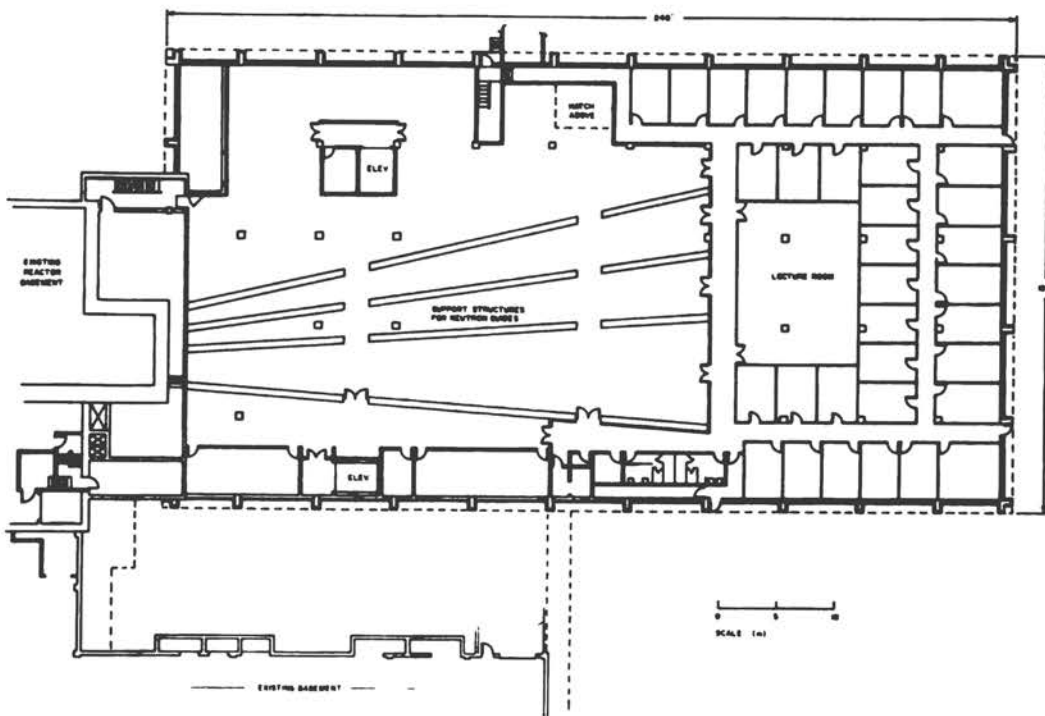 240'
HATCH
ABOVE
ELEV
EXISTING
REACTOR
BASEMENT
LECTURE ROOM
SUPPORT STRUCTURES
FOR NEUTRON GUIDES
ELEV
0 5 10
SCALE (m)
EXISTING BASEMENT